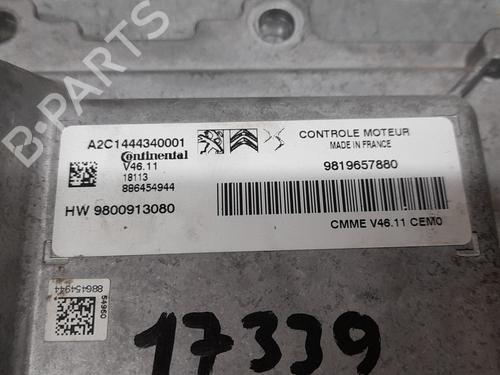 A2C1444340001
Continental
V46.11
18113
886454944
HW 9800913080
CONTROLE MOTEUR
MADE IN FRANCE
9819657880
CMME V46.11 CEM0
54960
886454944
17339
B-PARTS